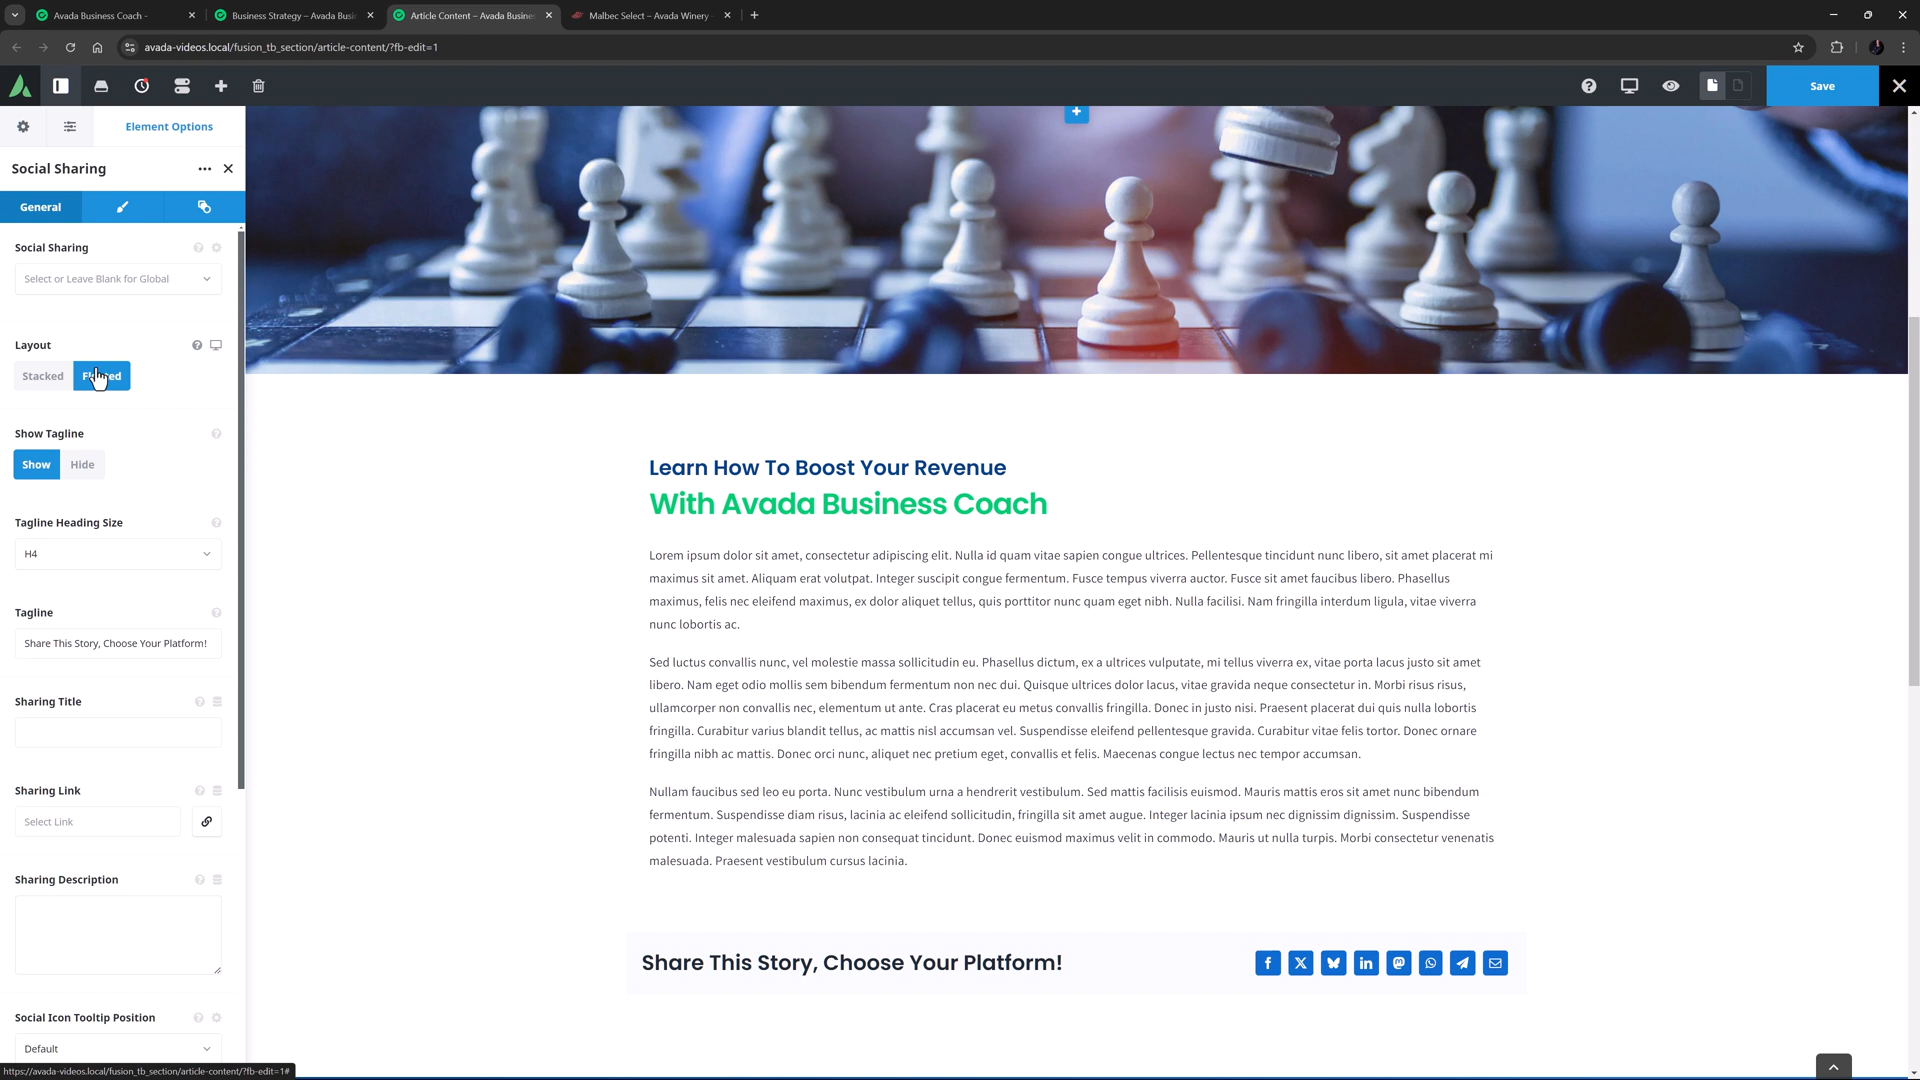 Avada Business Coach -
Business Strategy – Avada Busi
Article Content – Avada Busine
Malbec Select – Avada Winery
avada-videos.local/fusion_tb_section/article-content/?fb-edit=1
Save
Element Options
Social Sharing
General
Social Sharing
Select or Leave Blank for Global
Layout
Stacked
Show Tagline
Show Hide
Tagline Heading Size
H4
Tagline
Share This Story, Choose Your Platform!
Sharing Title
Sharing Link
Select Link
Sharing Description
Social Icon Tooltip Position
Default
https://avada-videos.local/fusion_tb_section/article-content/?fb-edit=1#
Learn How To Boost Your Revenue
With Avada Business Coach
Lorem ipsum dolor sit amet, consectetur adipiscing elit. Nulla id quam vitae sapien congue ultrices. Pellentesque tincidunt nunc libero, sit amet placerat mi
maximus sit amet. Aliquam erat volutpat. Integer suscipit congue fermentum. Fusce tempus viverra auctor. Fusce sit amet faucibus libero. Phasellus
maximus, felis nec eleifend maximus, ex dolor aliquet tellus, quis porttitor nunc quam eget nibh. Nulla facilisi. Nam fringilla interdum ligula, vitae viverra
nunc lobortis ac.
Sed luctus convallis nunc, vel molestie massa sollicitudin eu. Phasellus dictum, ex a ultrices vulputate, mi tellus viverra ex, vitae porta lacus justo sit amet
libero. Nam eget odio mollis sem bibendum fermentum non nec dui. Quisque ultrices dolor lacus, vitae gravida neque consectetur in. Morbi risus risus,
ullamcorper non convallis nec, elementum ut ante. Cras placerat eu metus convallis fringilla. Donec in justo nisi. Praesent placerat dui quis nulla lobortis
fringilla. Curabitur varius blandit tellus, ac mattis nisl accumsan vel. Suspendisse eleifend pellentesque gravida. Curabitur vitae felis tortor. Donec ornare
fringilla nibh ac mattis. Donec orci nunc, aliquet nec pretium eget, convallis et felis. Maecenas congue lectus nec tempor accumsan.
Nullam faucibus sed leo eu porta. Nunc vestibulum urna a hendrerit vestibulum. Sed mattis facilisis euismod. Mauris mattis eros sit amet nunc bibendum
fermentum. Suspendisse diam risus, lacinia ac eleifend sollicitudin, fringilla sit amet augue. Integer lacinia ipsum nec dignissim dignissim. Suspendisse
potenti. Integer malesuada sapien non consequat tincidunt. Donec euismod maximus velit in commodo. Mauris ut nulla turpis. Morbi consectetur venenatis
malesuada. Praesent vestibulum cursus lacinia.
Share This Story, Choose Your Platform!